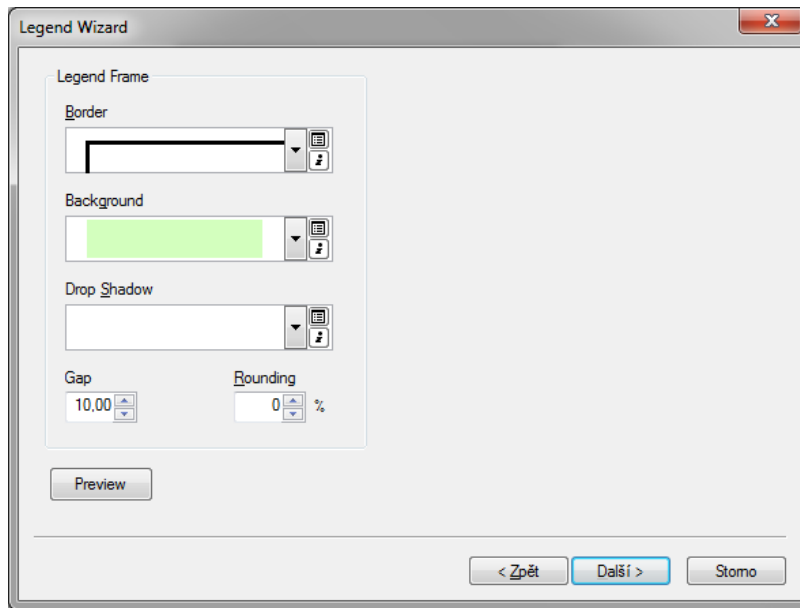 Legend Wizard
Legend Frame
Border
Background
Drop Shadow
Gap
Rounding
10,00
0 %
Preview
< Zpět
Další >
Storno